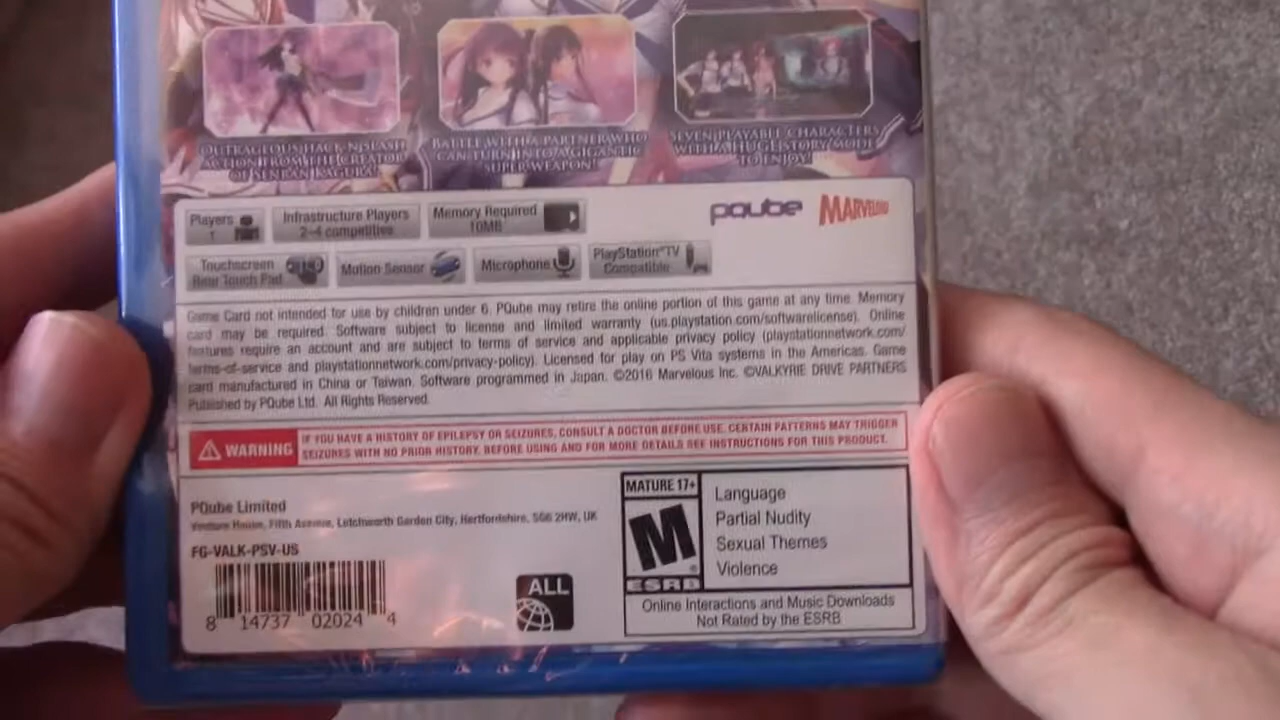 OUTRAGEOUS HACK N SLASH
ACTION FROM THE CREATOR
OF SENRAN KAGURA!
BATTLE WITH A PARTNER WHO
CAN TURN INTO A GIGANTIC
SUPER WEAPON!
SEVEN PLAYABLE CHARACTERS
WITH A HUGE STORY MODE
TO ENJOY!
Players
1
Infrastructure Players
2-4 competitive
Memory Required
10MB
pqube
MARVELOUS
Touchscreen
Rear Touch Pad
Motion Sensor
Microphone
PlayStation®TV
Compatible
Game Card not intended for use by children under 6. PQube may retire the online portion of this game at any time. Memory
card may be required. Software subject to license and limited warranty (us.playstation.com/softwarelicense). Online
features require an account and are subject to terms of service and applicable privacy policy (playstationnetwork.com/
terms-of-service and playstationnetwork.com/privacy-policy). Licensed for play on PS Vita systems in the Americas. Game
card manufactured in China or Taiwan. Software programmed in Japan. ©2016 Marvelous Inc. ©VALKYRIE DRIVE PARTNERS
Published by PQube Ltd. All Rights Reserved.
WARNING
IF YOU HAVE A HISTORY OF EPILEPSY OR SEIZURES, CONSULT A DOCTOR BEFORE USE. CERTAIN PATTERNS MAY TRIGGER
SEIZURES WITH NO PRIOR HISTORY. BEFORE USING AND FOR MORE DETAILS SEE INSTRUCTIONS FOR THIS PRODUCT.
PQube Limited
Venture House, Fifth Avenue, Letchworth Garden City, Hertfordshire, SG6 2HW, UK
FG-VALK-PSV-US
8 14737 02024 4
ALL
MATURE 17+
M
®
ESRB
Language
Partial Nudity
Sexual Themes
Violence
Online Interactions and Music Downloads
Not Rated by the ESRB